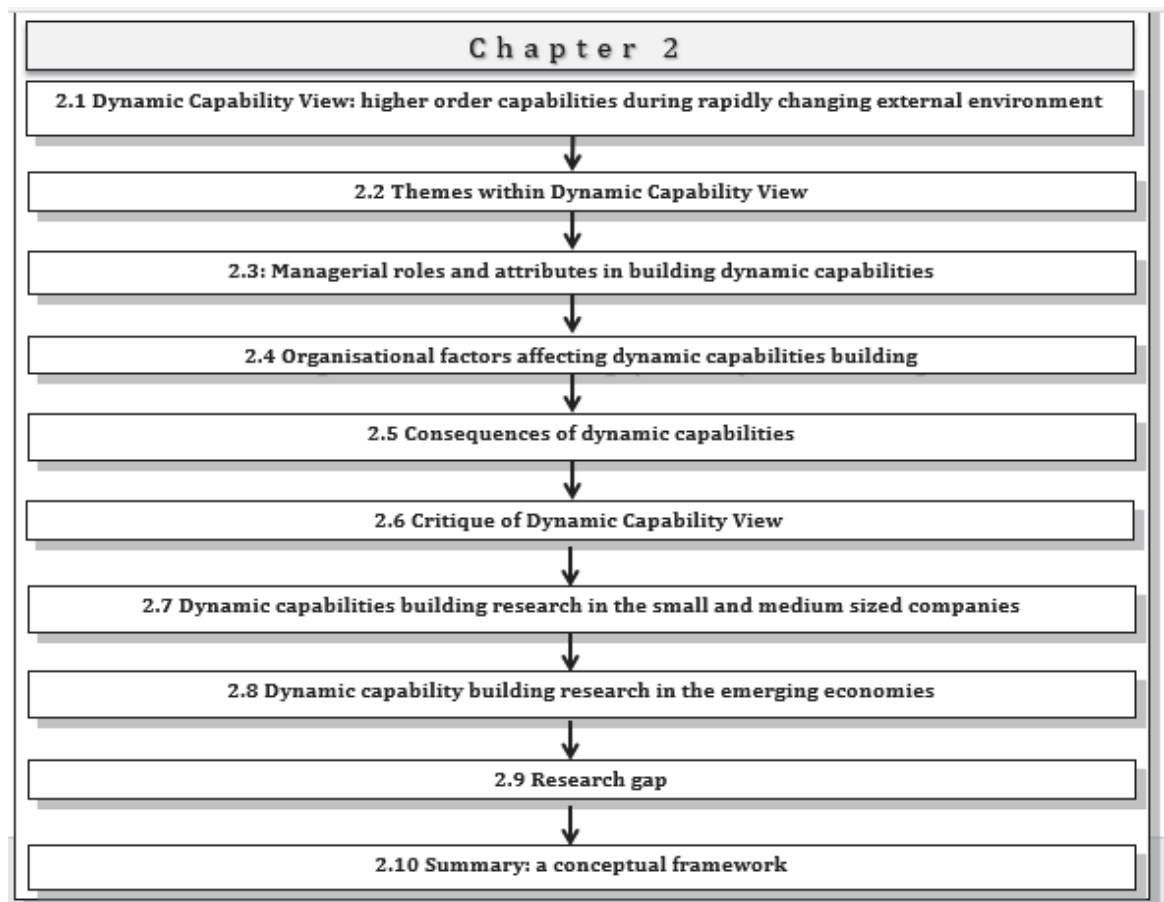 Chapter 2
2.1 Dynamic Capability View: higher order capabilities during rapidly changing external environment
2.2 Themes within Dynamic Capability View
2.3: Managerial roles and attributes in building dynamic capabilities
2.4 Organisational factors affecting dynamic capabilities building
2.5 Consequences of dynamic capabilities
2.6 Critique of Dynamic Capability View
2.7 Dynamic capabilities building research in the small and medium sized companies
2.8 Dynamic capability building research in the emerging economies
2.9 Research gap
2.10 Summary: a conceptual framework